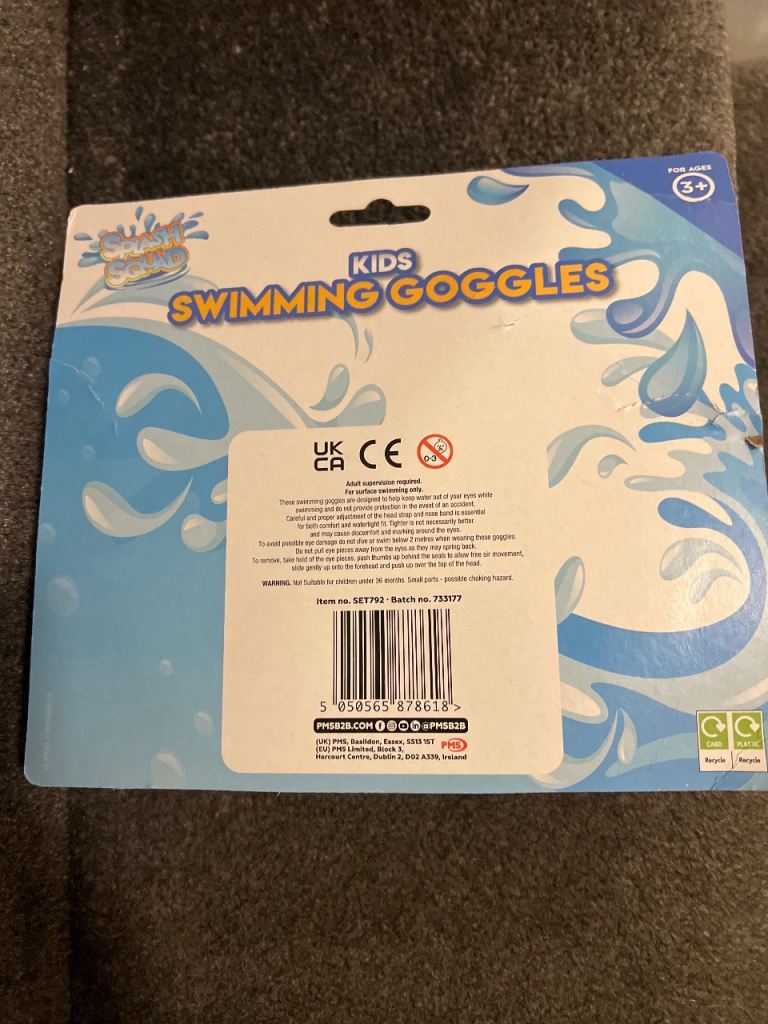 FOR AGES
3+
SPLASH
SQUAD
KIDS
SWIMMING GOGGLES
UK
CA
CE
0-3
Adult supervision required.
For surface swimming only.
These swimming goggles are designed to help keep water out of your eyes while
swimming and do not provide protection in the event of an accident.
Careful and proper adjustment of the head strap and nose band is essential
for both comfort and watertight fit. Tighter is not necessarily better
and may cause discomfort and marking around the eyes.
To avoid possible eye damage do not dive or swim below 2 metres when wearing these goggles.
Do not pull eye pieces away from the eyes as they may spring back.
To remove, take hold of the eye pieces, push thumbs up behind the seals to allow free air movement,
slide gently up onto the forehead and push up over the top of the head.
WARNING. Not Suitable for children under 36 months. Small parts - possible choking hazard.
Item no. SET792 · Batch no. 733177
5 050565 878618 >
PMSB2B.COM f in @PMSB2B
(UK) PMS, Basildon, Essex, SS13 1ST
(EU) PMS Limited, Block 3,
Harcourt Centre, Dublin 2, D02 A339, Ireland
PMS
CARD
Recycle
PLASTIC
Recycle